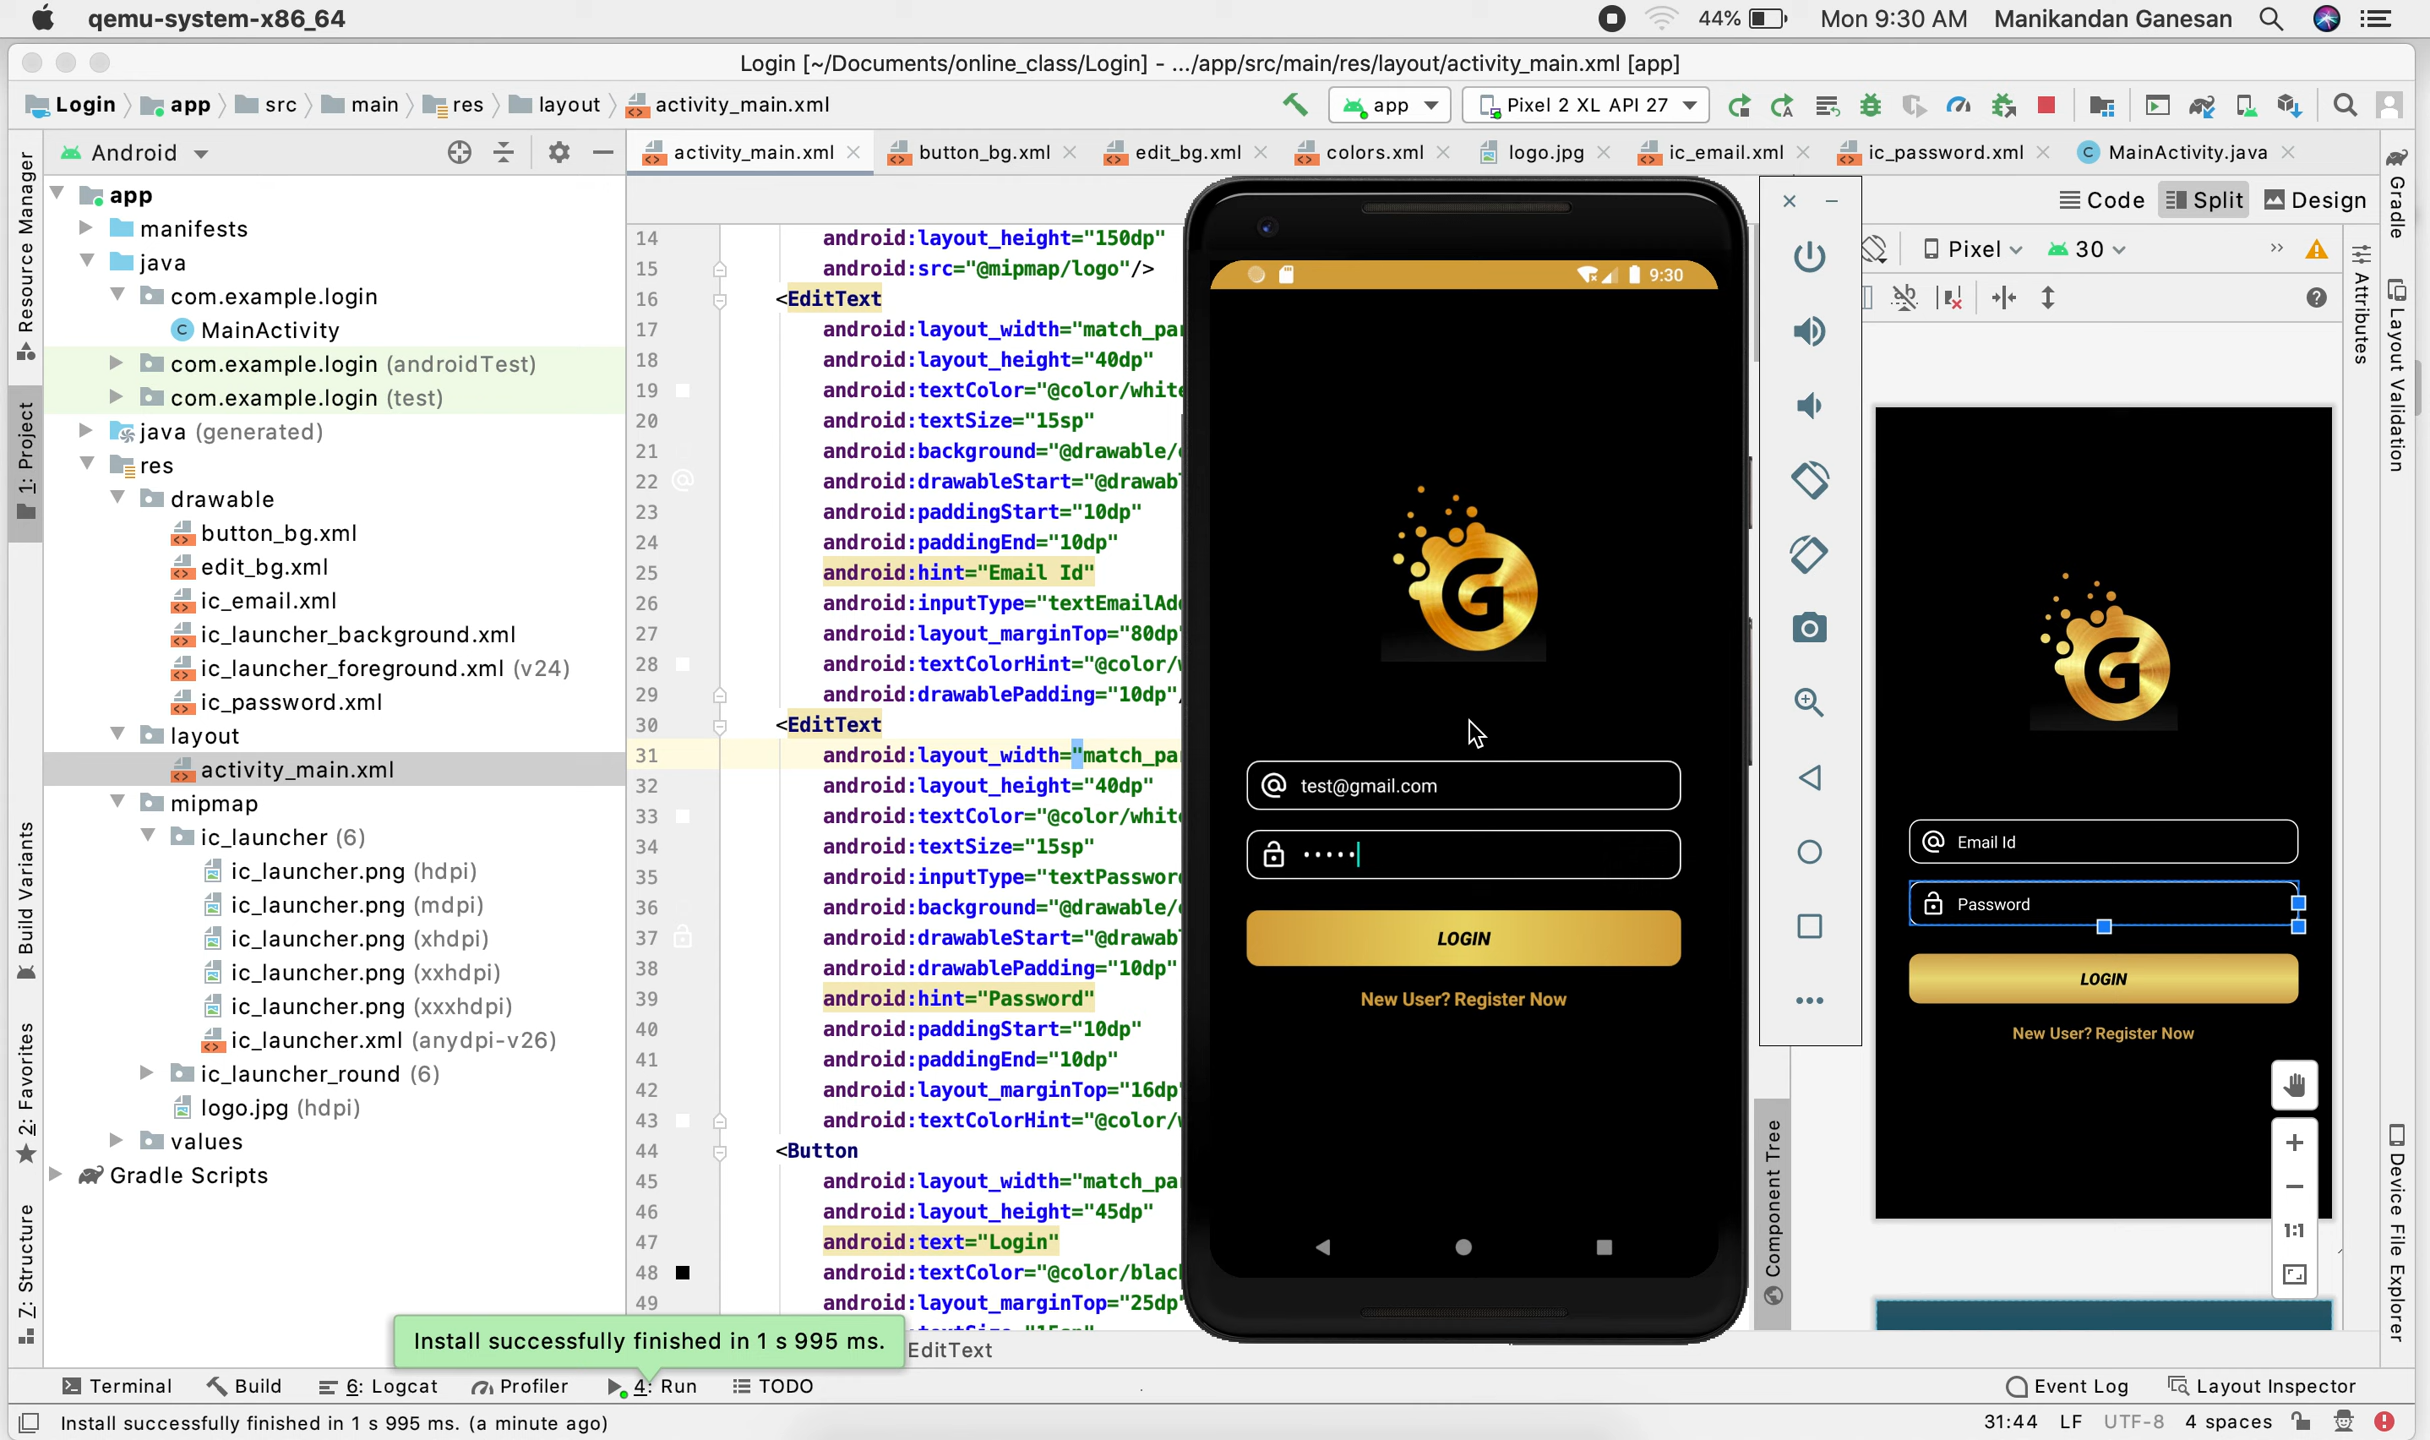 qemu-system-x86_64
44%
Mon 9:30 AM
Manikandan Ganesan
Login [~/Documents/online_class/Login] - .../app/src/main/res/layout/activity_main.xml [app]
Login
app
src
main
res
layout
activity_main.xml
app
Pixel 2 XL API 27
Android
activity_main.xml
button_bg.xml
edit_bg.xml
colors.xml
logo.jpg
ic_email.xml
ic_password.xml
MainActivity.java
Resource Manager
1: Project
Build Variants
2: Favorites
Z: Structure
app
manifests
java
com.example.login
MainActivity
com.example.login (androidTest)
com.example.login (test)
java (generated)
res
drawable
button_bg.xml
edit_bg.xml
ic_email.xml
ic_launcher_background.xml
ic_launcher_foreground.xml (v24)
ic_password.xml
layout
activity_main.xml
mipmap
ic_launcher (6)
ic_launcher.png (hdpi)
ic_launcher.png (mdpi)
ic_launcher.png (xhdpi)
ic_launcher.png (xxhdpi)
ic_launcher.png (xxxhdpi)
ic_launcher.xml (anydpi-v26)
ic_launcher_round (6)
logo.jpg (hdpi)
values
Gradle Scripts
14 android:layout_height="150dp"
15 android:src="@mipmap/logo"/>
16 <EditText
17 android:layout_width="match_pa
18 android:layout_height="40dp"
19 android:textColor="@color/white
20 android:textSize="15sp"
21 android:background="@drawable/
22 android:drawableStart="@drawab
23 android:paddingStart="10dp"
24 android:paddingEnd="10dp"
25 android:hint="Email Id"
26 android:inputType="textEmailAd
27 android:layout_marginTop="80dp"
28 android:textColorHint="@color/w
29 android:drawablePadding="10dp"
30 <EditText
31 android:layout_width="match_pa
32 android:layout_height="40dp"
33 android:textColor="@color/white
34 android:textSize="15sp"
35 android:inputType="textPassword
36 android:background="@drawable/
37 android:drawableStart="@drawab
38 android:drawablePadding="10dp"
39 android:hint="Password"
40 android:paddingStart="10dp"
41 android:paddingEnd="10dp"
42 android:layout_marginTop="16dp"
43 android:textColorHint="@color/w
44 <Button
45 android:layout_width="match_pa
46 android:layout_height="45dp"
47 android:text="Login"
48 android:textColor="@color/blac
49 android:layout_marginTop="25dp"
EditText
9:30
G
test@gmail.com
•••••
LOGIN
New User? Register Now
Code
Split
Design
Pixel
30
G
Email Id
Password
LOGIN
New User? Register Now
1:1
Component Tree
Attributes
Gradle
Layout Validation
Device File Explorer
Install successfully finished in 1 s 995 ms.
Terminal
Build
6: Logcat
Profiler
4: Run
TODO
Event Log
Layout Inspector
Install successfully finished in 1 s 995 ms. (a minute ago)
31:44
LF
UTF-8
4 spaces